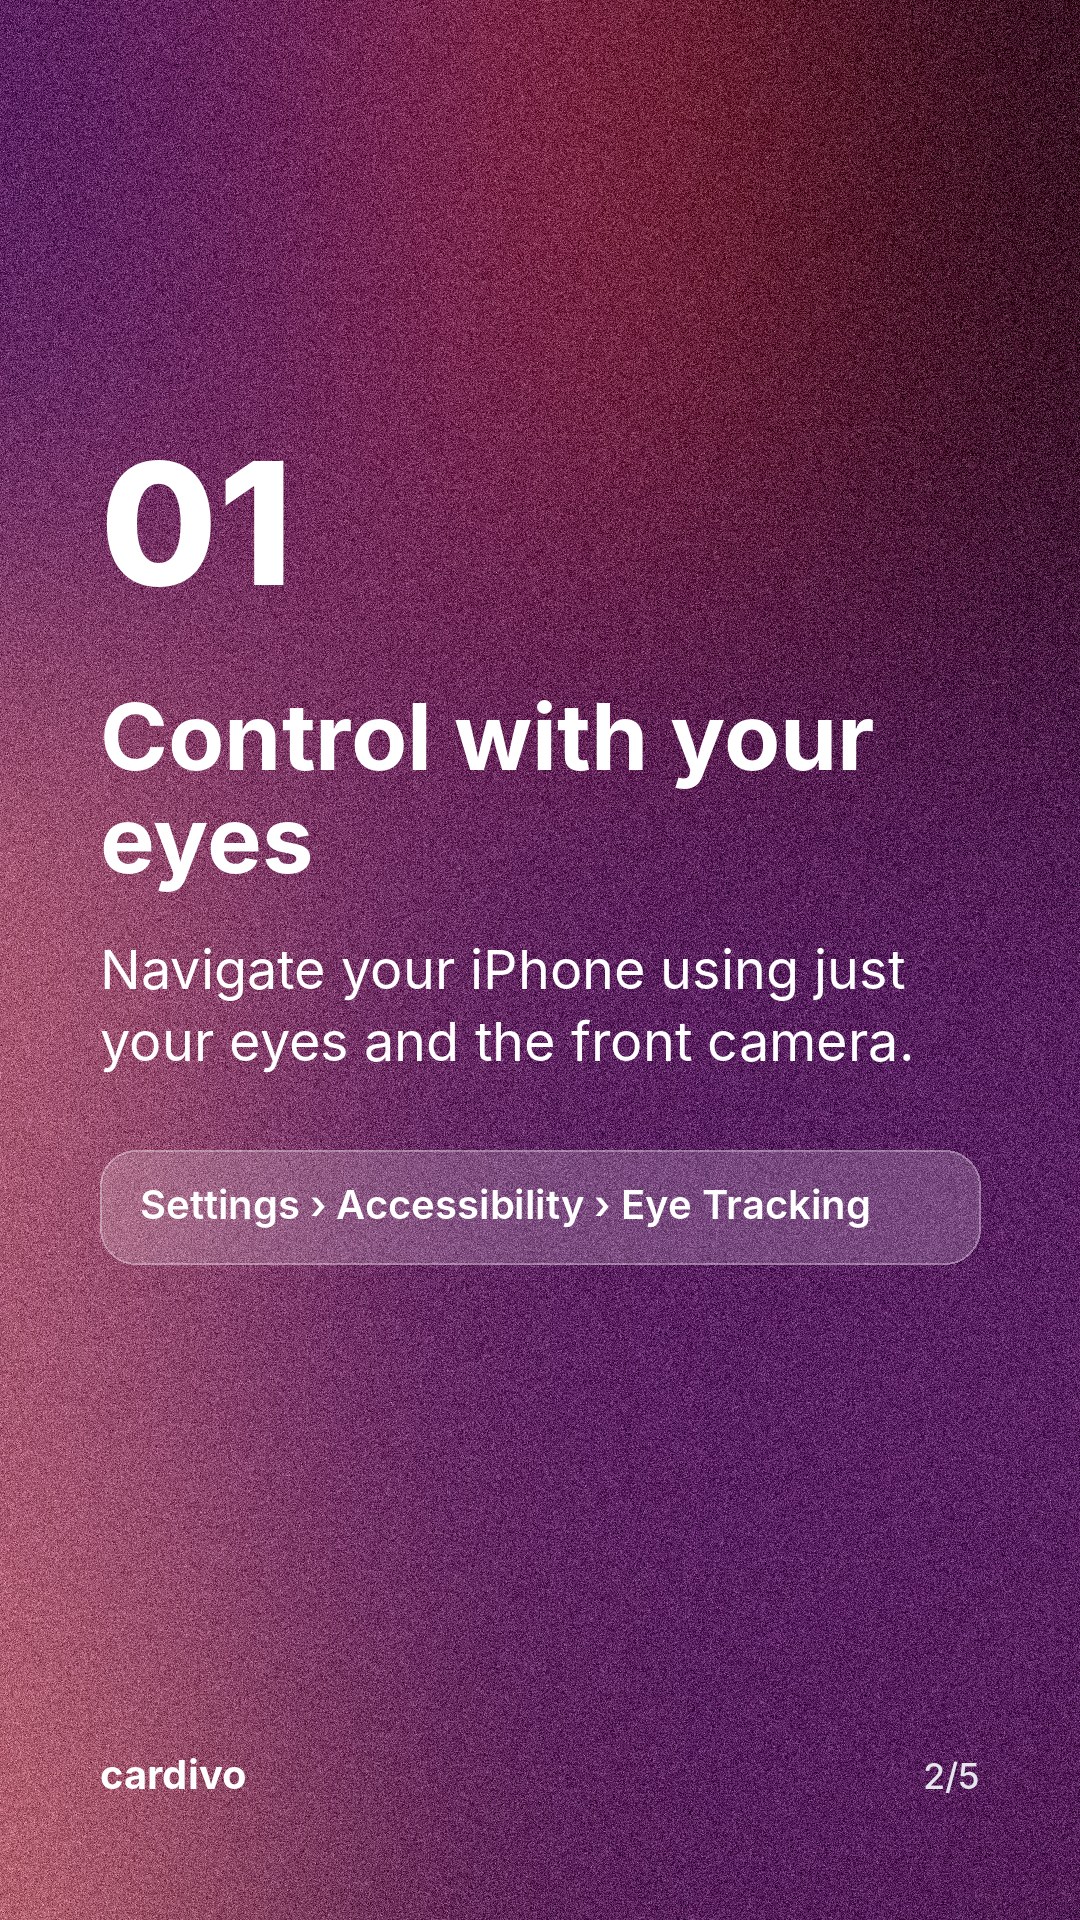 01
Control with your
eyes
Navigate your iPhone using just
your eyes and the front camera.
Settings › Accessibility › Eye Tracking
cardivo
2/5